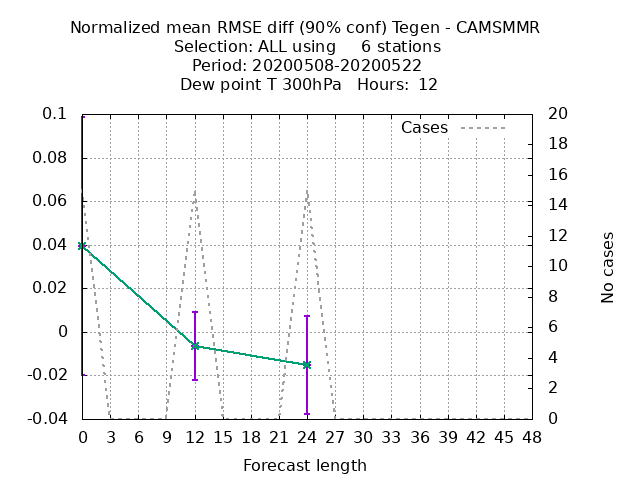 Normalized mean RMSE diff (90% conf) Tegen - CAMSMMR
Selection: ALL using     6 stations
Period: 20200508-20200522
Dew point T 300hPa   Hours:  12
Cases
0.1
0.08
0.06
0.04
0.02
0
-0.02
-0.04
20
18
16
14
12
10
8
6
4
2
0
No cases
0 3 6 9 12 15 18 21 24 27 30 33 36 39 42 45 48
Forecast length